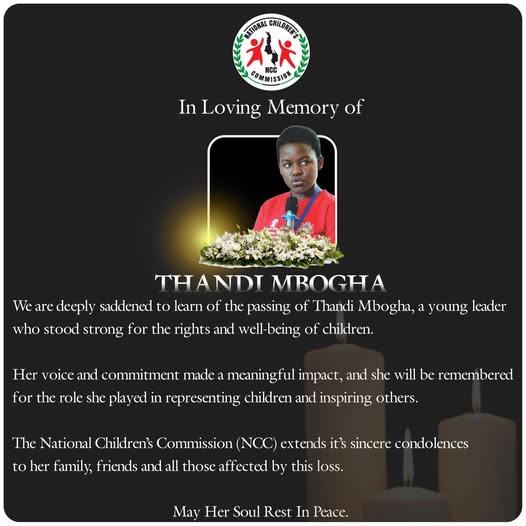 NATIONAL CHILDREN'S
NCC
COMMISSION
In Loving Memory of
THANDI MBOGHA
We are deeply saddened to learn of the passing of Thandi Mbogha, a young leader
who stood strong for the rights and well-being of children.
Her voice and commitment made a meaningful impact, and she will be remembered
for the role she played in representing children and inspiring others.
The National Children's Commission (NCC) extends it's sincere condolences
to her family, friends and all those affected by this loss.
May Her Soul Rest In Peace.